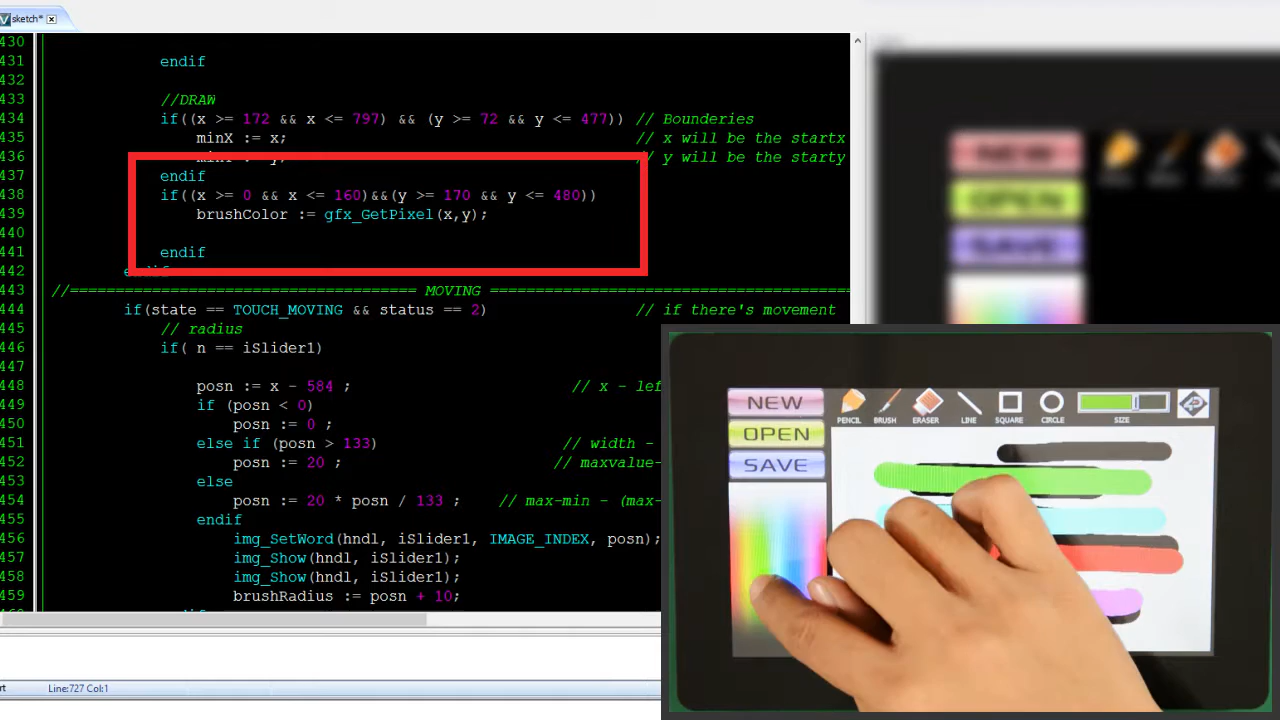 sketch*
430
431 endif
432
433 //DRAW
434 if((x >= 172 && x <= 797) && (y >= 72 && y <= 477)) // Bounderies
435 minX := x; // x will be the startx
436 // y will be the starty
437 endif
438 if((x >= 0 && x <= 160)&&(y >= 170 && y <= 480))
439 brushColor := gfx_GetPixel(x,y);
440
441 endif
442 endif
443 //====================================== MOVING ========================================
444 if(state == TOUCH_MOVING && status == 2) // if there's movement
445 // radius
446 if( n == iSlider1)
447
448 posn := x - 584 ; // x - lef
449 if (posn < 0)
450 posn := 0 ;
451 else if (posn > 133) // width -
452 posn := 20 ; // maxvalue-
453 else
454 posn := 20 * posn / 133 ; // max-min - (max-
455 endif
456 img_SetWord(hndl, iSlider1, IMAGE_INDEX, posn);
457 img_Show(hndl, iSlider1);
458 img_Show(hndl, iSlider1);
459 brushRadius := posn + 10;
Line:727 Col:1
NEW
OPEN
SAVE
NEW
OPEN
SAVE
PENCIL BRUSH ERASER LINE SQUARE CIRCLE SIZE